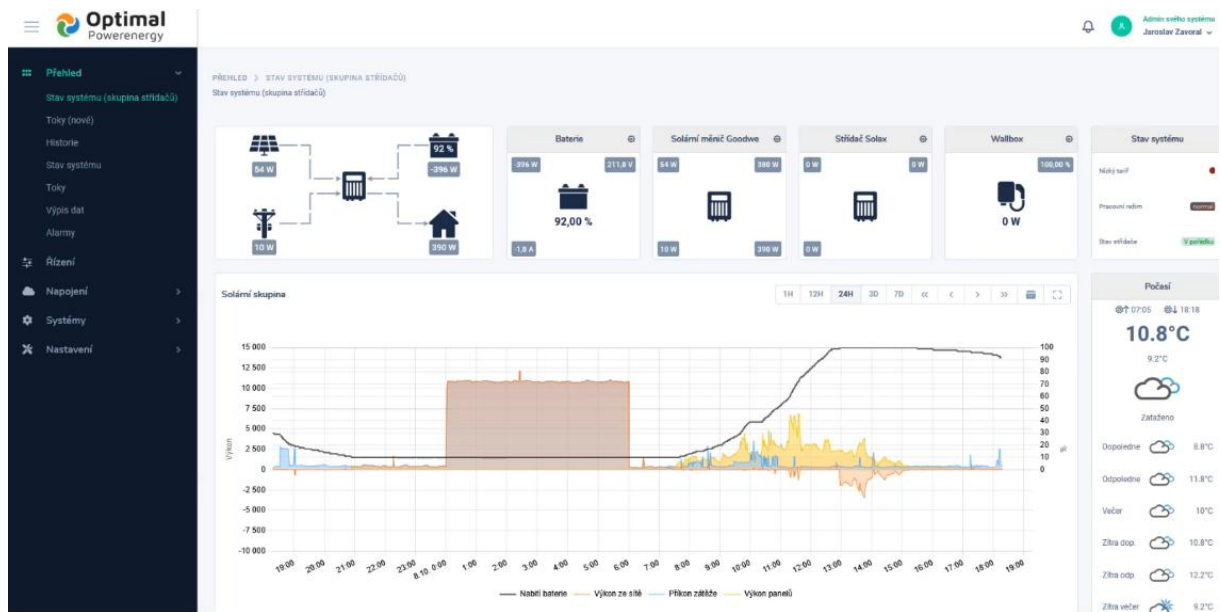 Optimal
Powerenergy
Admin svého systému
Jaroslav Zavoral
Přehled
Stav systému (skupina střídačů)
Toky (nové)
Historie
Stav systému
Toky
Výpis dat
Alarmy
Řízení
Napojení
Systémy
Nastavení
PŘEHLED > STAV SYSTÉMU (SKUPINA STŘÍDAČŮ)
Stav systému (skupina střídačů)
54 W
92 %
-396 W
10 W
390 W
Baterie
-396 W 211,8 V
92,00 %
-1,8 A
Solární měnič Goodwe
54 W 380 W
10 W 390 W
Střídač Solax
0 W 0 W
0 W
Wallbox
100,00 %
0 W
Stav systému
Nízký tarif
Pracovní režim normal
Stav střídače V pořádku
Solární skupina
1H 12H 24H 3D 7D
15 000
12 500
10 000
7 500
5 000
2 500
0
-2 500
-5 000
-7 500
-10 000
Výkon
100
90
80
70
60
50
40
30
20
10
0
%
19:00 20:00 21:00 22:00 23:00 8.10. 0:00 1:00 2:00 3:00 4:00 5:00 6:00 7:00 8:00 9:00 10:00 11:00 12:00 13:00 14:00 15:00 16:00 17:00 18:00 19:00
Nabití baterie Výkon ze sítě Příkon zátěže Výkon panelů
Počasí
07:05 18:18
10.8°C
9.2°C
Zataženo
Dopoledne 8.8°C
Odpoledne 11.8°C
Večer 10°C
Zítra dop. 10.8°C
Zítra odp. 12.2°C
Zítra večer 9.2°C